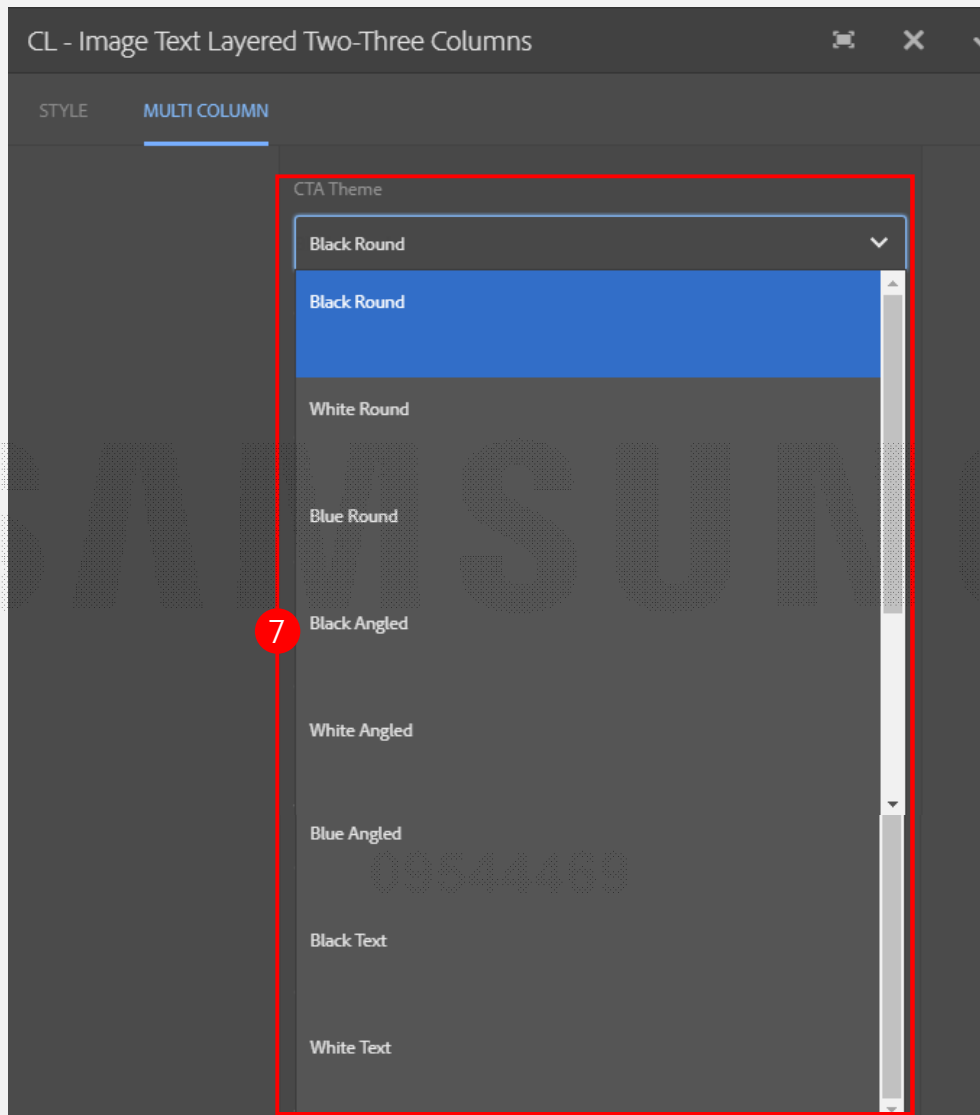 CL - Image Text Layered Two-Three Columns
STYLE
MULTI COLUMN
CTA Theme
Black Round
Black Round
White Round
SAMSUNG
Blue Round
Black Angled
7
White Angled
Blue Angled
09544469
Black Text
White Text